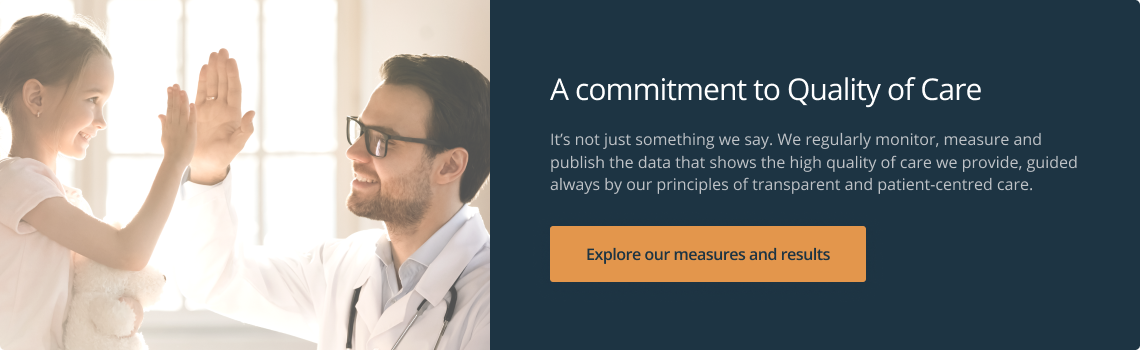 A commitment to Quality of Care
It’s not just something we say. We regularly monitor, measure and
publish the data that shows the high quality of care we provide, guided
always by our principles of transparent and patient-centred care.
Explore our measures and results